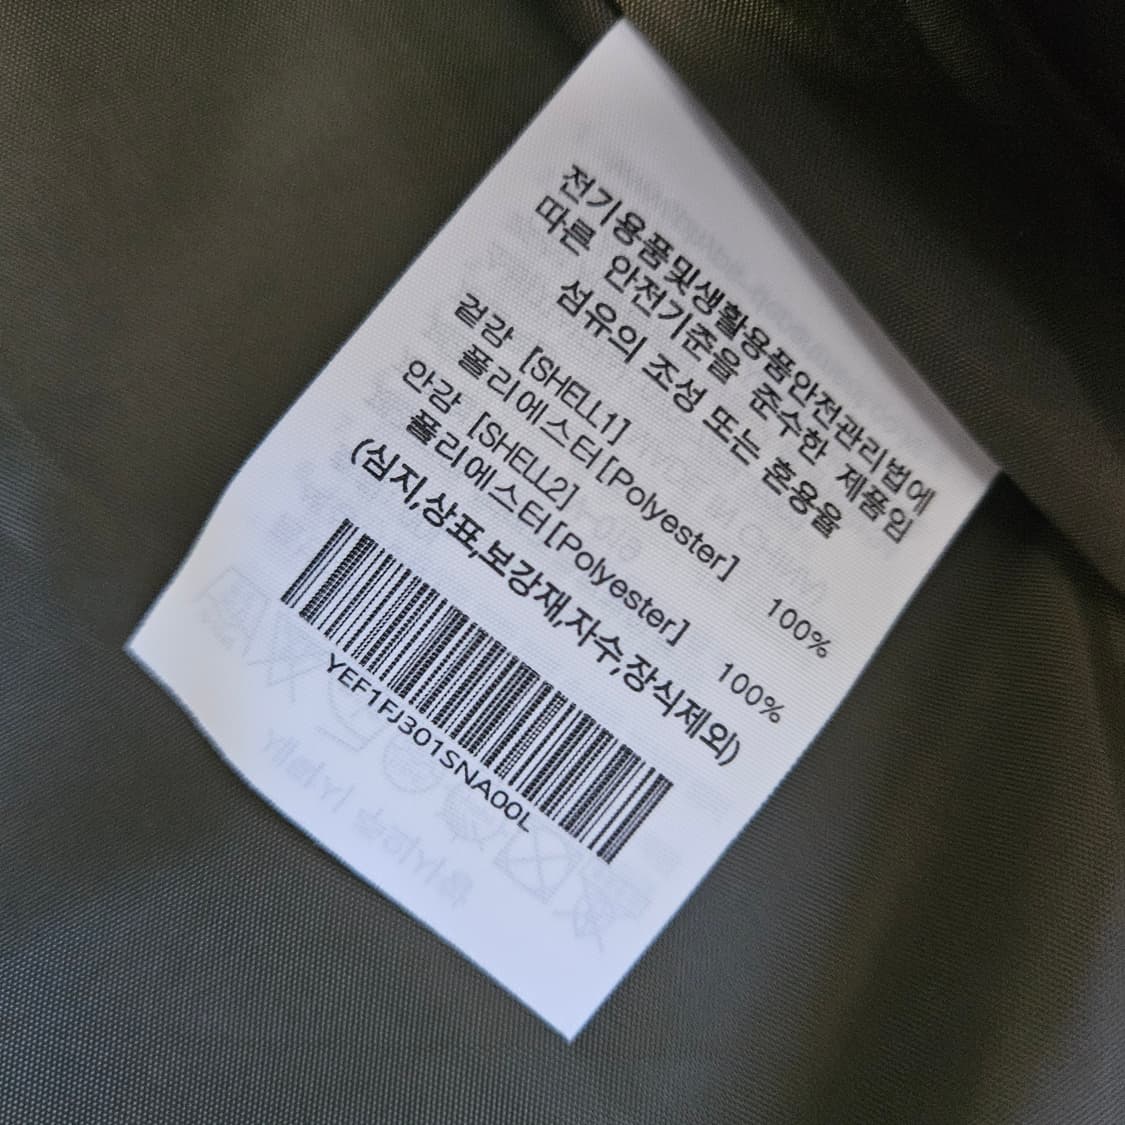 전기용품및생활용품안전관리법에
따른 안전기준을 준수한 제품임
섬유의 조성 또는 혼용율
겉감 [SHELL1]
폴리에스터[Polyester] 100%
안감 [SHELL2]
폴리에스터[Polyester] 100%
(심지,상표,보강재,자수,장식제외)
YEF1FJ301SNA00L